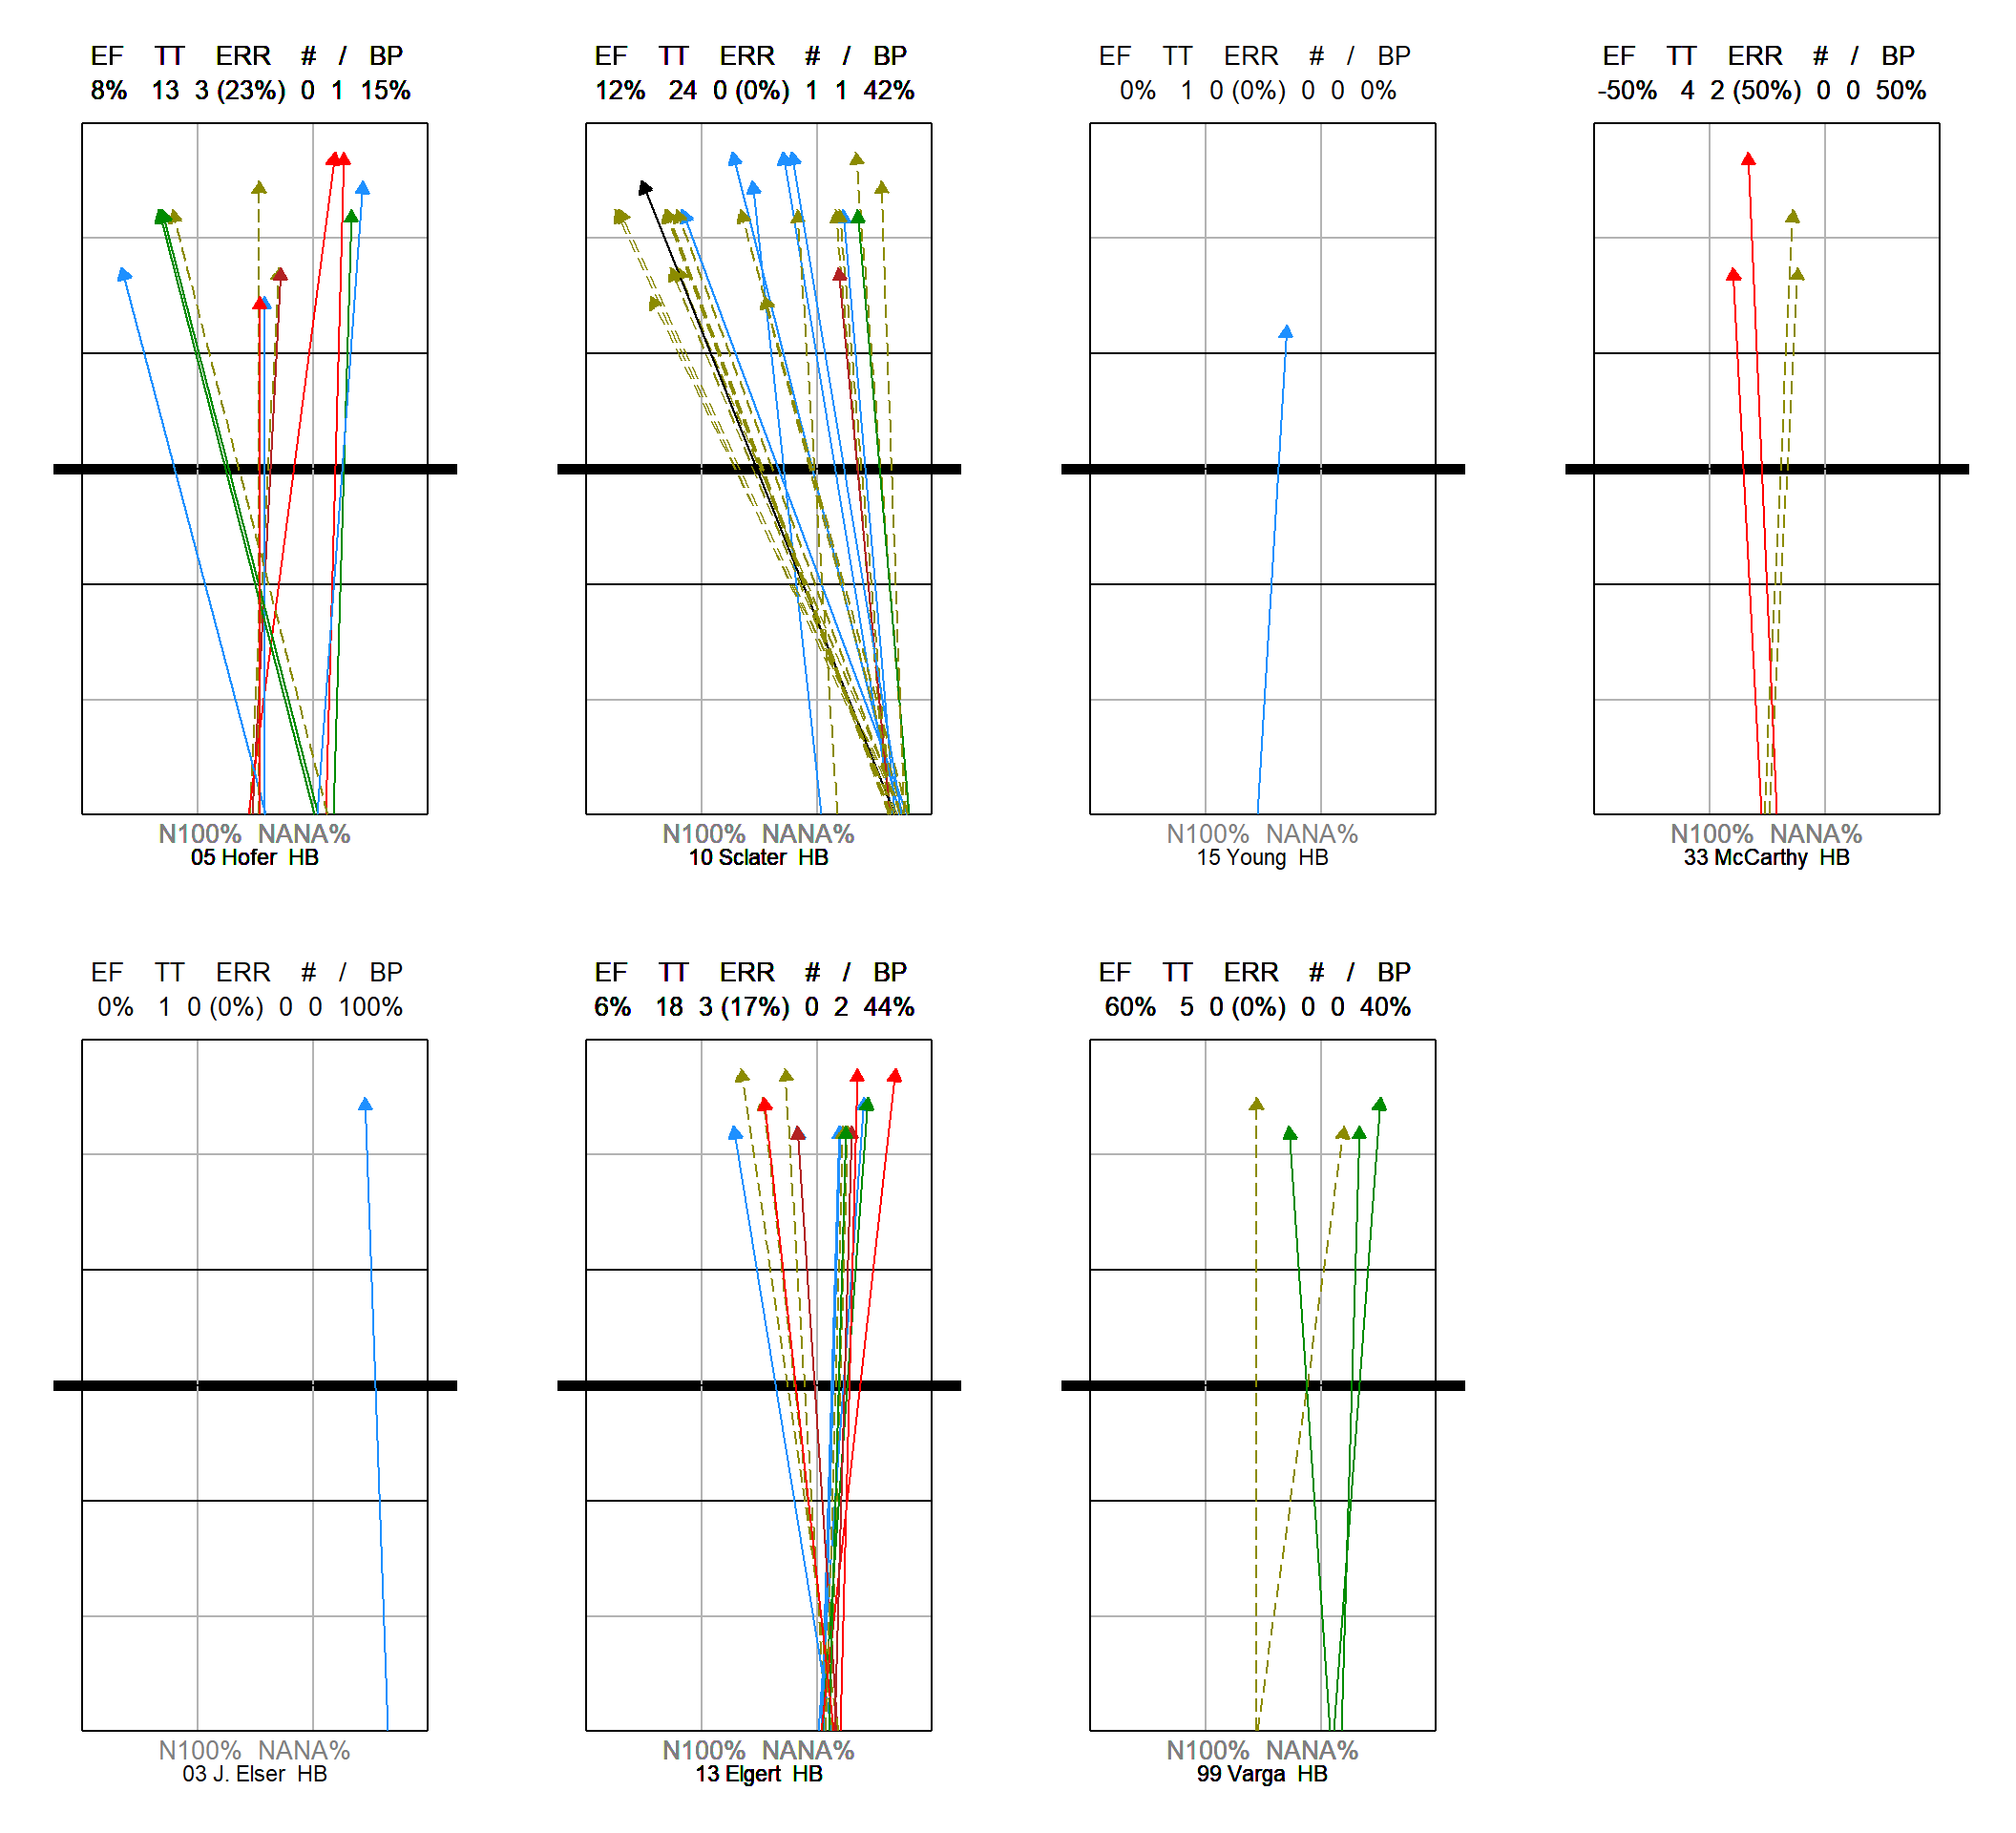 EF TT ERR # / BP
8% 13 3 (23%) 0 1 15%
N100% NANA%
05 Hofer HB
EF TT ERR # / BP
12% 24 0 (0%) 1 1 42%
N100% NANA%
10 Sclater HB
EF TT ERR # / BP
0% 1 0 (0%) 0 0 0%
N100% NANA%
15 Young HB
EF TT ERR # / BP
-50% 4 2 (50%) 0 0 50%
N100% NANA%
33 McCarthy HB
EF TT ERR # / BP
0% 1 0 (0%) 0 0 100%
N100% NANA%
03 J. Elser HB
EF TT ERR # / BP
6% 18 3 (17%) 0 2 44%
N100% NANA%
13 Elgert HB
EF TT ERR # / BP
60% 5 0 (0%) 0 0 40%
N100% NANA%
99 Varga HB